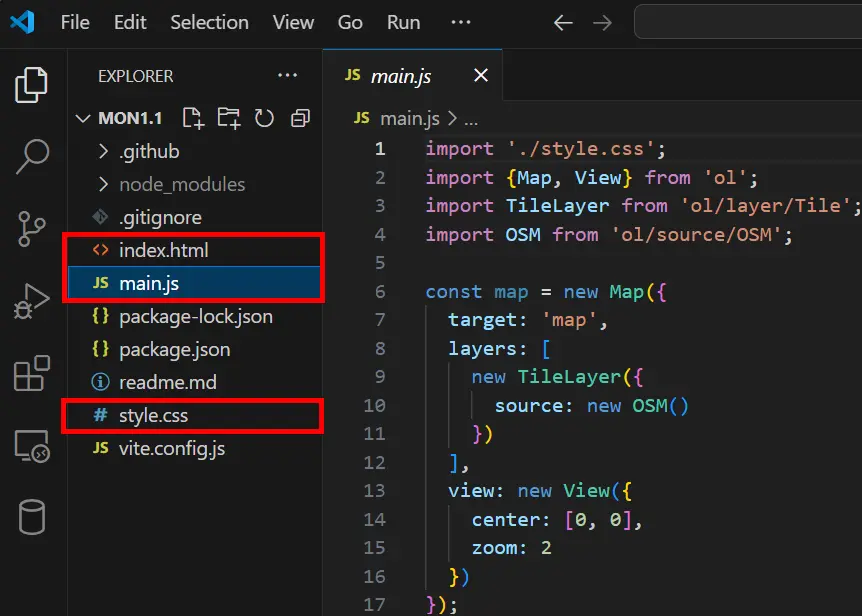 File Edit Selection View Go Run ···
EXPLORER ···
MON1.1
.github
node_modules
.gitignore
<> index.html
JS main.js
{} package-lock.json
{} package.json
readme.md
# style.css
JS vite.config.js
JS main.js
JS main.js > ...
1 import './style.css';
2 import {Map, View} from 'ol';
3 import TileLayer from 'ol/layer/Tile';
4 import OSM from 'ol/source/OSM';
5
6 const map = new Map({
7 target: 'map',
8 layers: [
9 new TileLayer({
10 source: new OSM()
11 })
12 ],
13 view: new View({
14 center: [0, 0],
15 zoom: 2
16 })
17 });